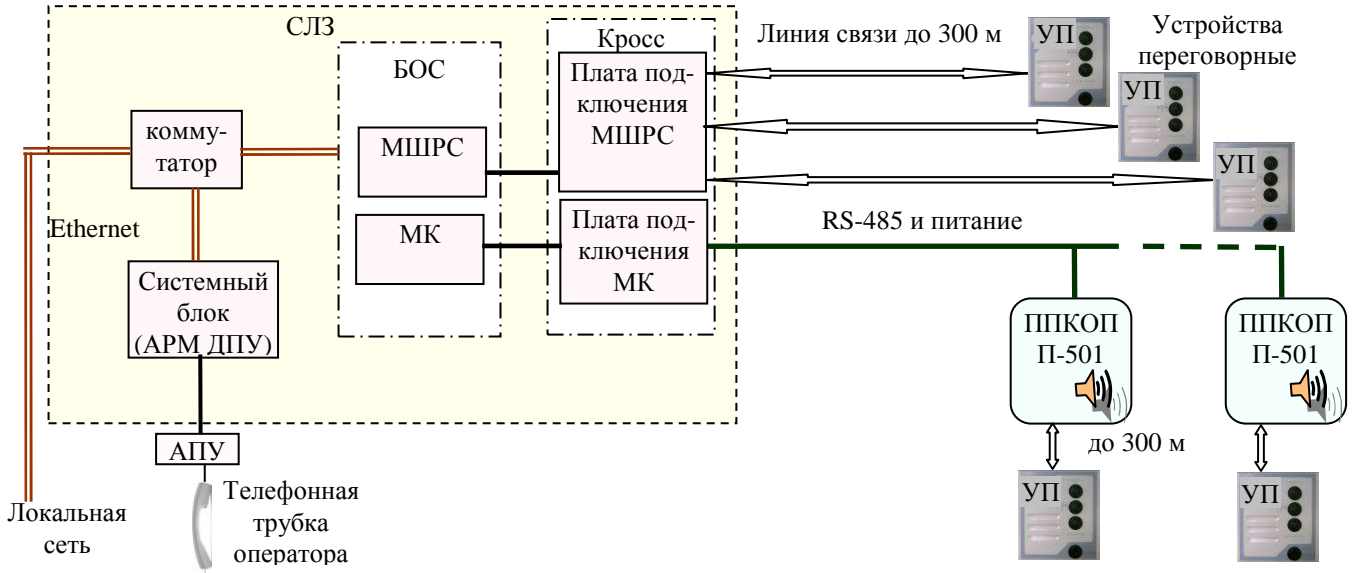 СЛЗ
Кросс
БОС
Линия связи до 300 м
Устройства
переговорные
УП
УП
УП
Плата под-
ключения
МШРС
МШРС
комму-
татор
Ethernet
МК
Плата под-
ключения
МК
RS-485 и питание
Системный
блок
(АРМ ДПУ)
ППКОП
П-501
ППКОП
П-501
до 300 м
АПУ
УП
УП
Телефонная
трубка
оператора
Локальная
сеть